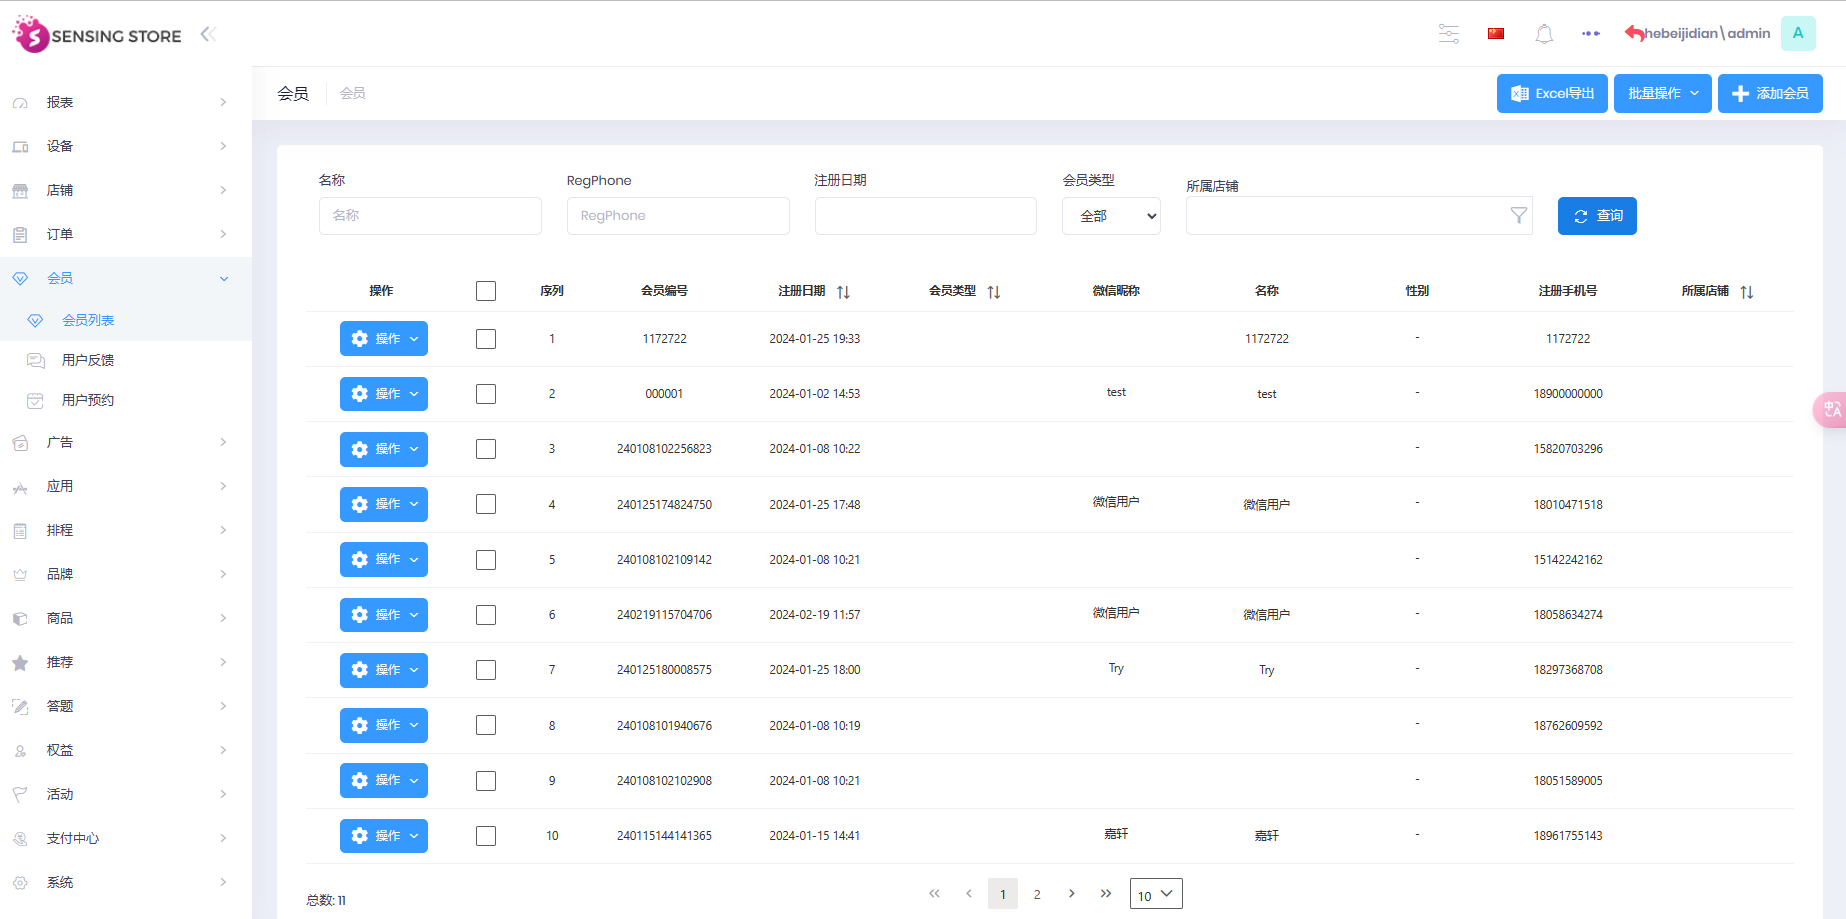 SENSING STORE
hebeijidian\admin
A
报表
设备
店铺
订单
会员
会员列表
用户反馈
用户预约
广告
应用
排程
品牌
商品
推荐
答题
权益
活动
支付中心
系统
会员 会员
Excel导出 批量操作 添加会员
名称 RegPhone 注册日期 会员类型 所属店铺
名称 RegPhone 全部 查询
操作 序列 会员编号 注册日期 会员类型 微信昵称 名称 性别 注册手机号 所属店铺
操作 1 1172722 2024-01-25 19:33 1172722 - 1172722
操作 2 000001 2024-01-02 14:53 test test - 18900000000
操作 3 240108102256823 2024-01-08 10:22 - 15820703296
操作 4 240125174824750 2024-01-25 17:48 微信用户 微信用户 - 18010471518
操作 5 240108102109142 2024-01-08 10:21 - 15142242162
操作 6 240219115704706 2024-02-19 11:57 微信用户 微信用户 - 18058634274
操作 7 240125180008575 2024-01-25 18:00 Try Try - 18297368708
操作 8 240108101940676 2024-01-08 10:19 - 18762609592
操作 9 240108102102908 2024-01-08 10:21 - 18051589005
操作 10 240115144141365 2024-01-15 14:41 嘉轩 嘉轩 - 18961755143
总数: 11
« ‹ 1 2 › » 10
中A